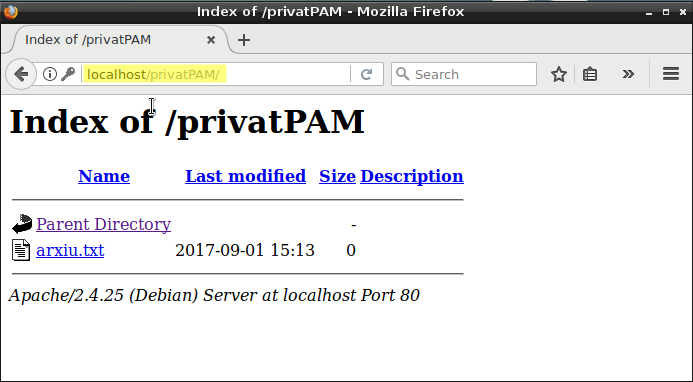 Index of /privatPAM - Mozilla Firefox
Index of /privatPAM
localhost/privatPAM/
Search
Index of /privatPAM
Name Last modified Size Description
Parent Directory -
arxiu.txt 2017-09-01 15:13 0
Apache/2.4.25 (Debian) Server at localhost Port 80